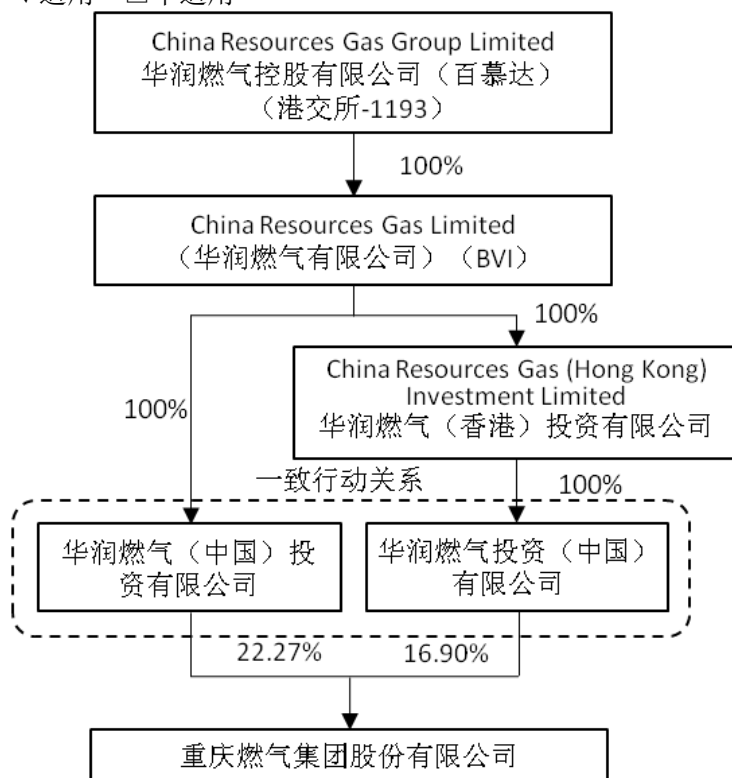 China Resources Gas Group Limited
华润燃气控股有限公司（百慕达）
（港交所-1193）
100%
China Resources Gas Limited
（华润燃气有限公司）（BVI）
100%
China Resources Gas (Hong Kong)
Investment Limited
华润燃气（香港）投资有限公司
100%
一致行动关系
100%
华润燃气（中国）投
资有限公司
华润燃气投资（中国）
有限公司
22.27%
16.90%
重庆燃气集团股份有限公司